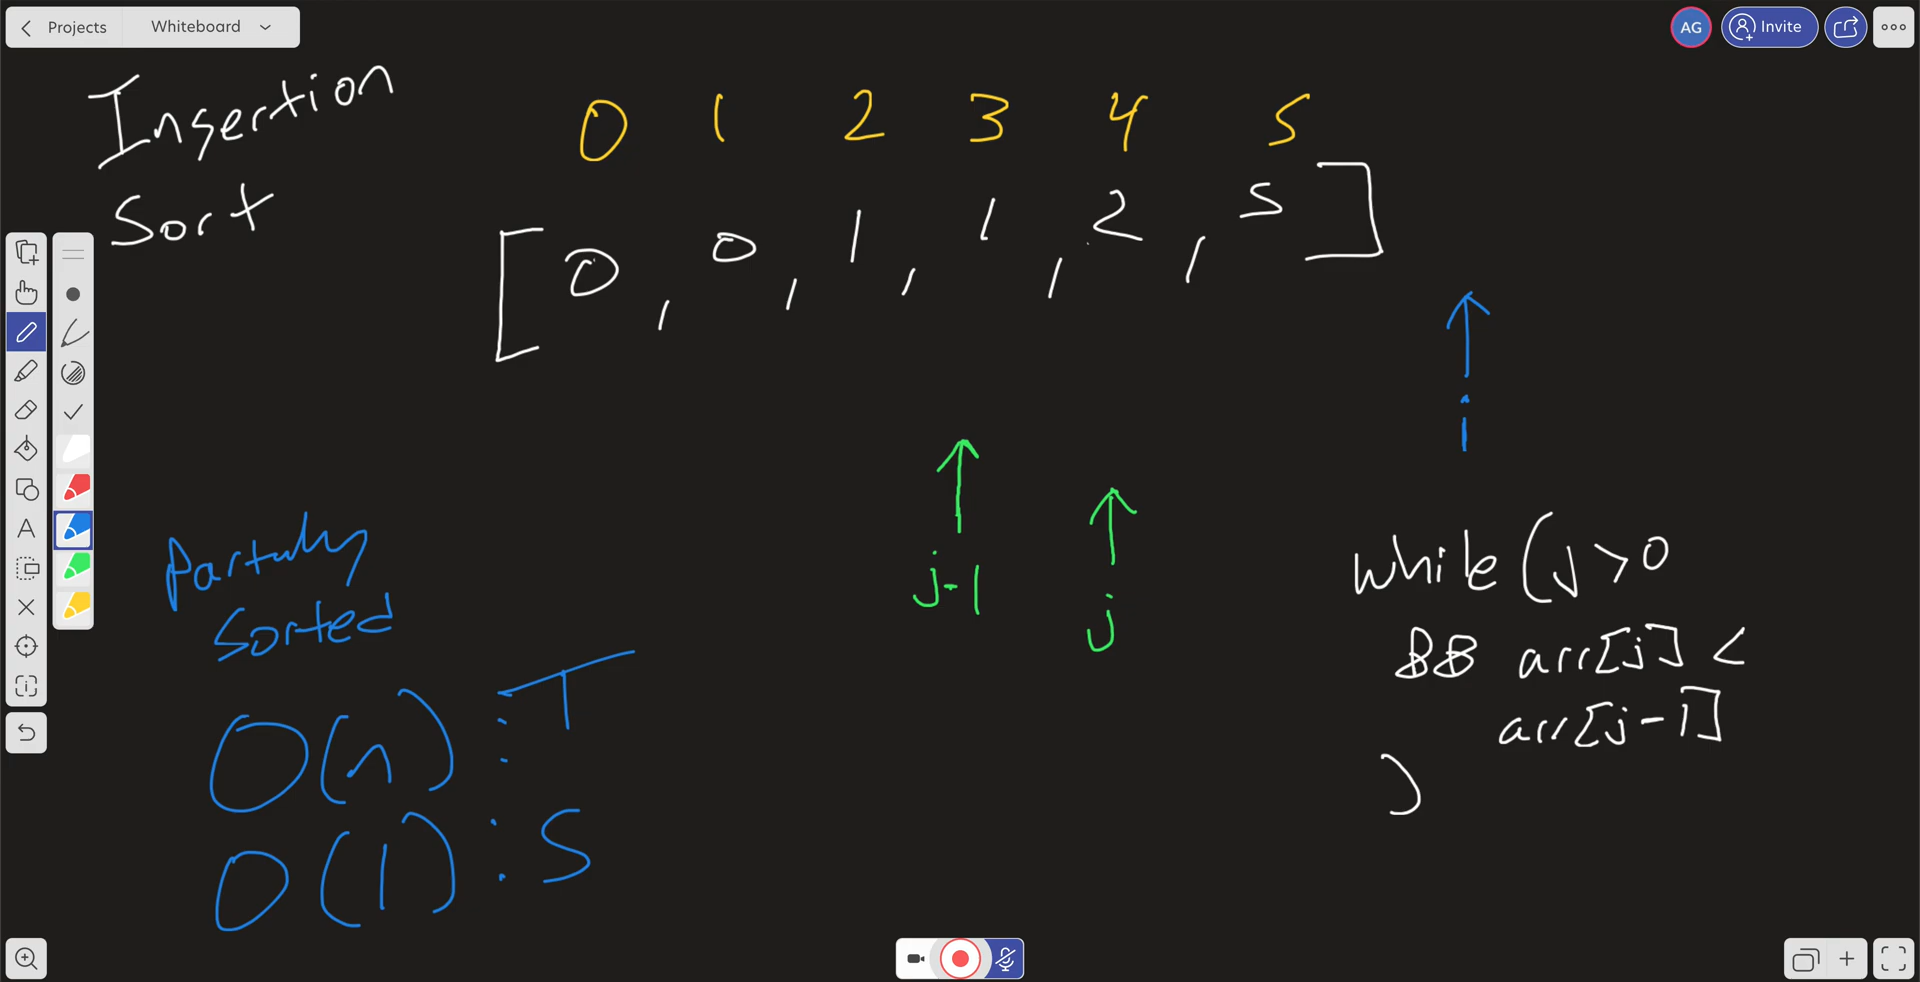 Projects
Whiteboard
AG
Invite
Insertion
Sort
0 1 2 3 4 5
[0, 0, 1, 1, 2, 5]
i
j-1
j
Partially
Sorted
O(n) : T
O(1) : S
while (j > 0
&& arr[j] <
arr[j-1]
)
A